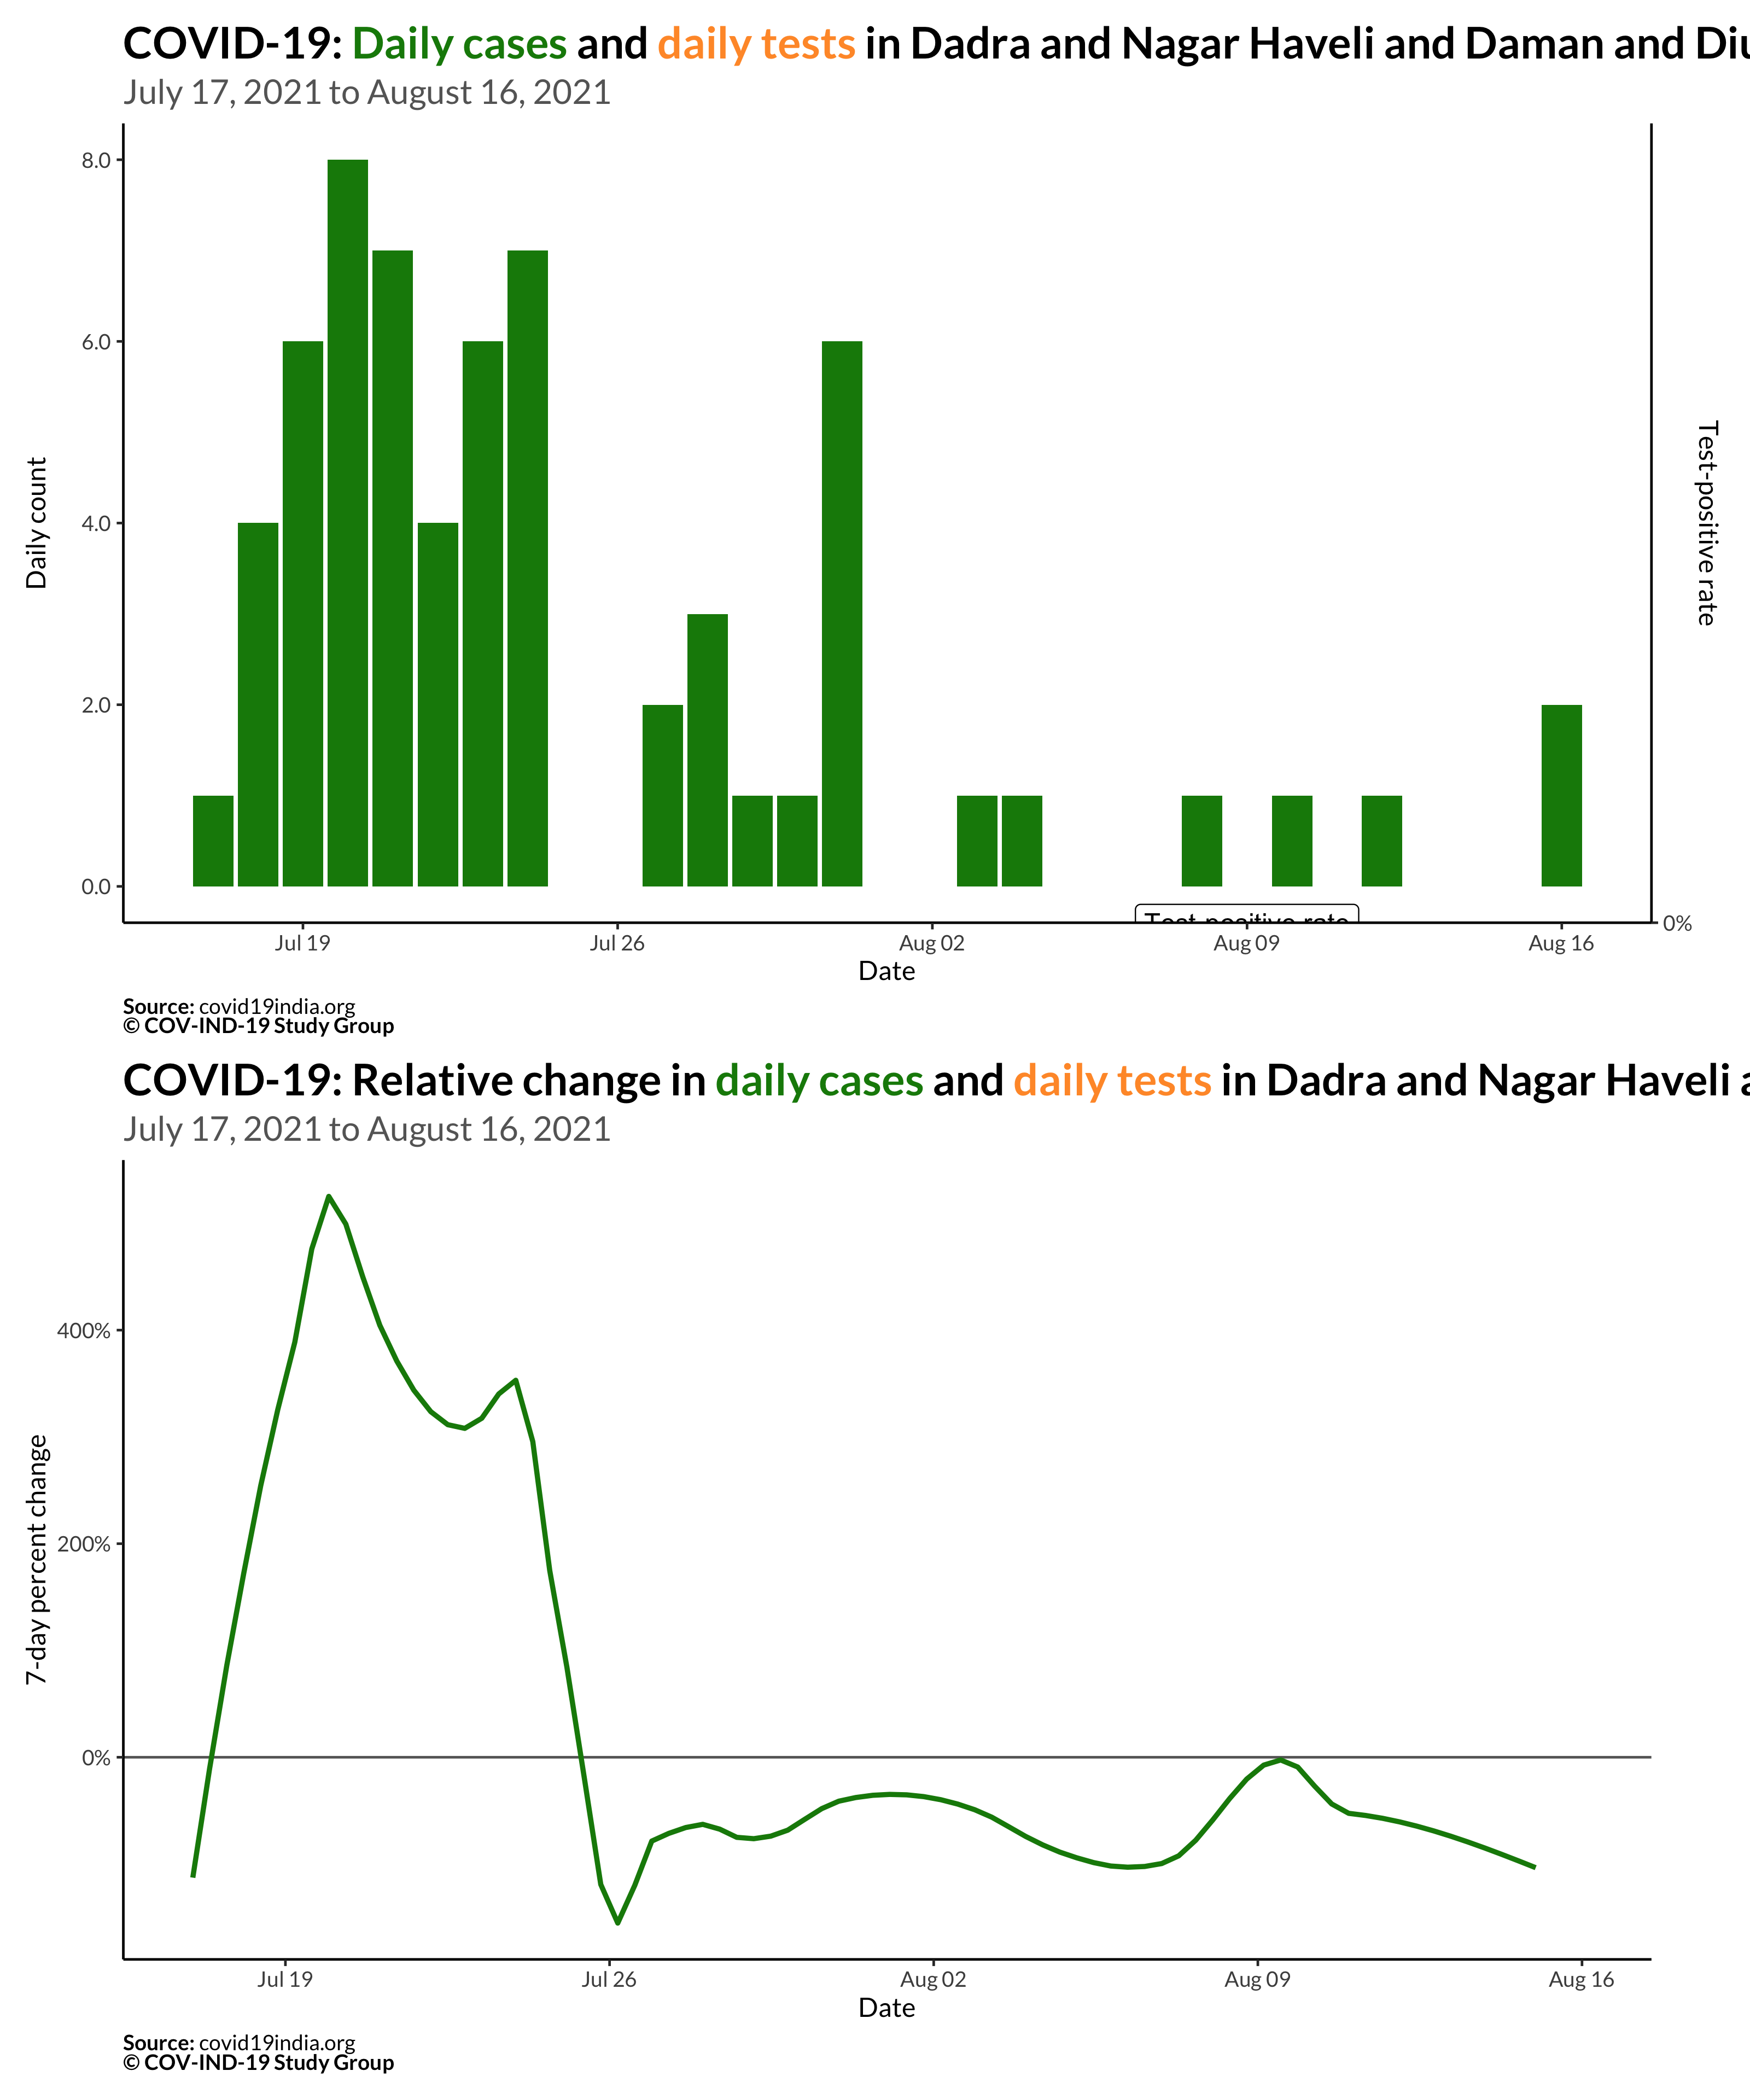 COVID-19: Daily cases and daily tests in Dadra and Nagar Haveli and Daman and Diu
July 17, 2021 to August 16, 2021
8.0
6.0
4.0
2.0
0.0
Daily count
Test-positive rate
Test-positive rate
0%
Jul 19
Jul 26
Aug 02
Aug 09
Aug 16
Date
Source: covid19india.org
© COV-IND-19 Study Group
COVID-19: Relative change in daily cases and daily tests in Dadra and Nagar Haveli a
July 17, 2021 to August 16, 2021
400%
200%
0%
7-day percent change
Jul 19
Jul 26
Aug 02
Aug 09
Aug 16
Date
Source: covid19india.org
© COV-IND-19 Study Group